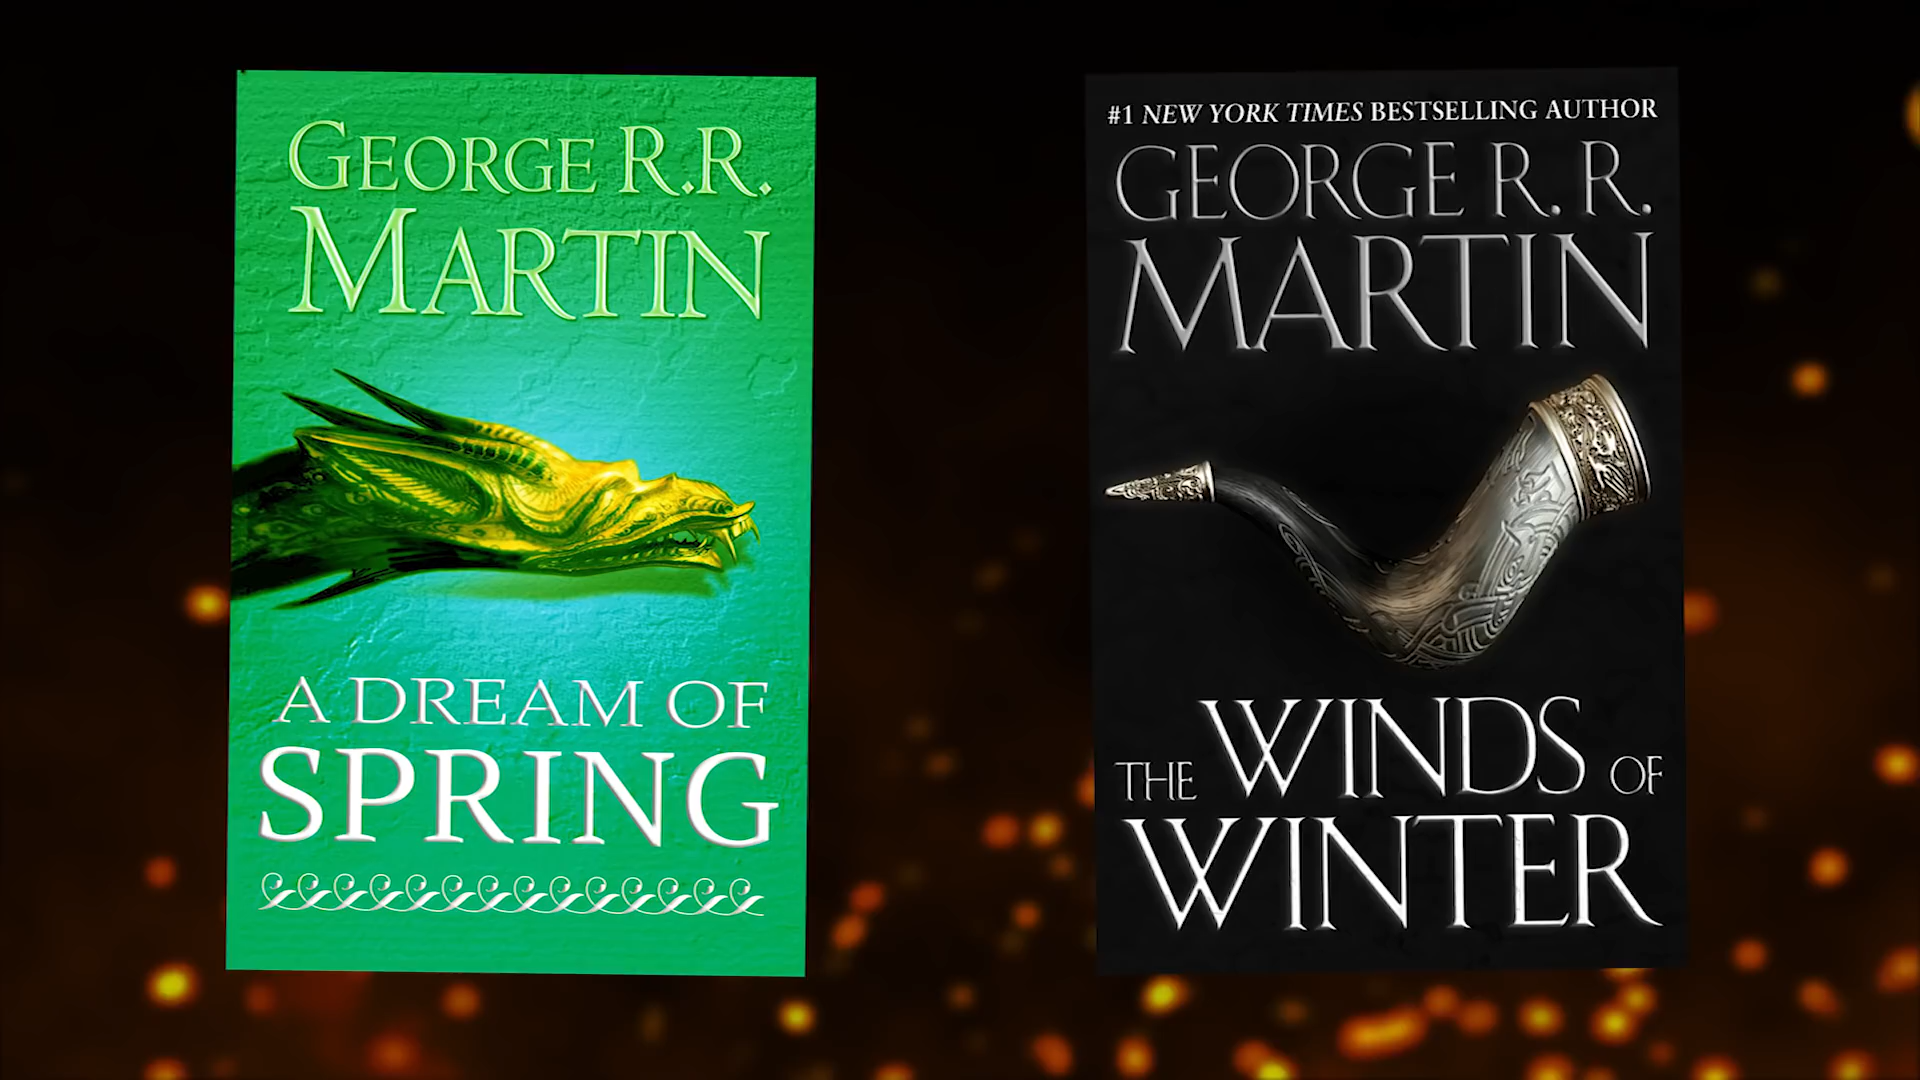 GEORGE R.R.
MARTIN
A DREAM OF
SPRING
#1 NEW YORK TIMES BESTSELLING AUTHOR
GEORGE R. R.
MARTIN
THE WINDS OF
WINTER